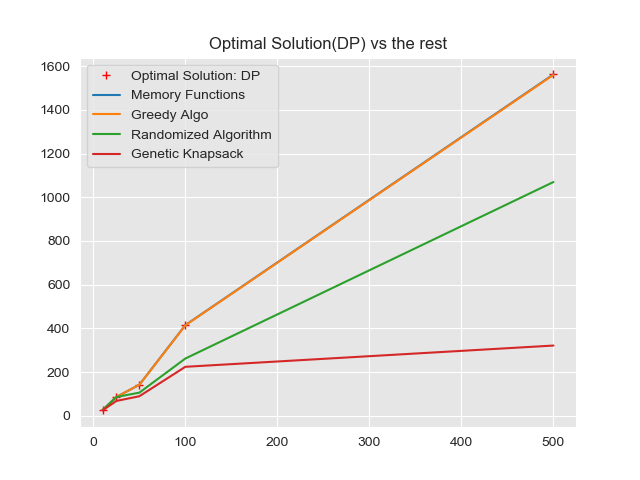 Optimal Solution(DP) vs the rest
1600
1400
1200
1000
800
600
400
200
0
Optimal Solution: DP
Memory Functions
Greedy Algo
Randomized Algorithm
Genetic Knapsack
0 100 200 300 400 500